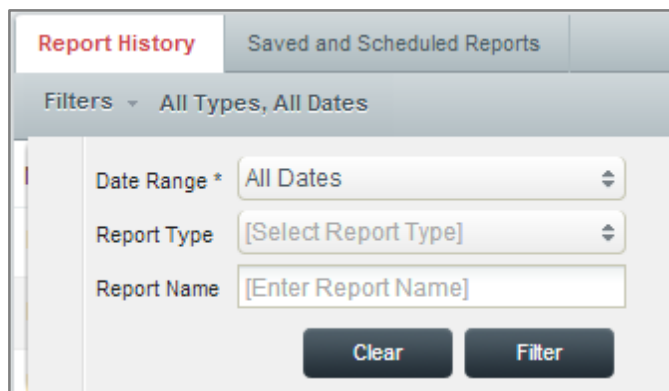 Report History Saved and Scheduled Reports
Filters All Types, All Dates
Date Range * All Dates
Report Type [Select Report Type]
Report Name [Enter Report Name]
Clear Filter